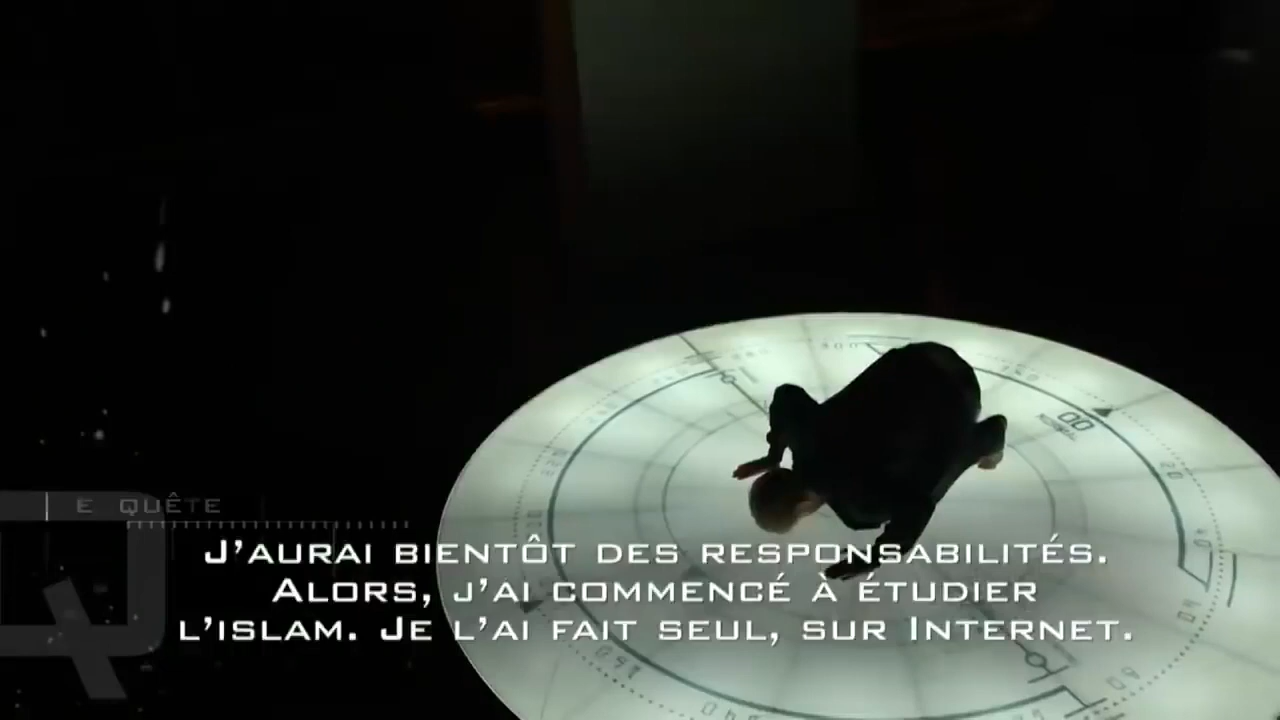 E QUÊTE
J'AURAI BIENTÔT DES RESPONSABILITÉS.
ALORS, J'AI COMMENCÉ À ÉTUDIER
L'ISLAM. JE L'AI FAIT SEUL, SUR INTERNET.